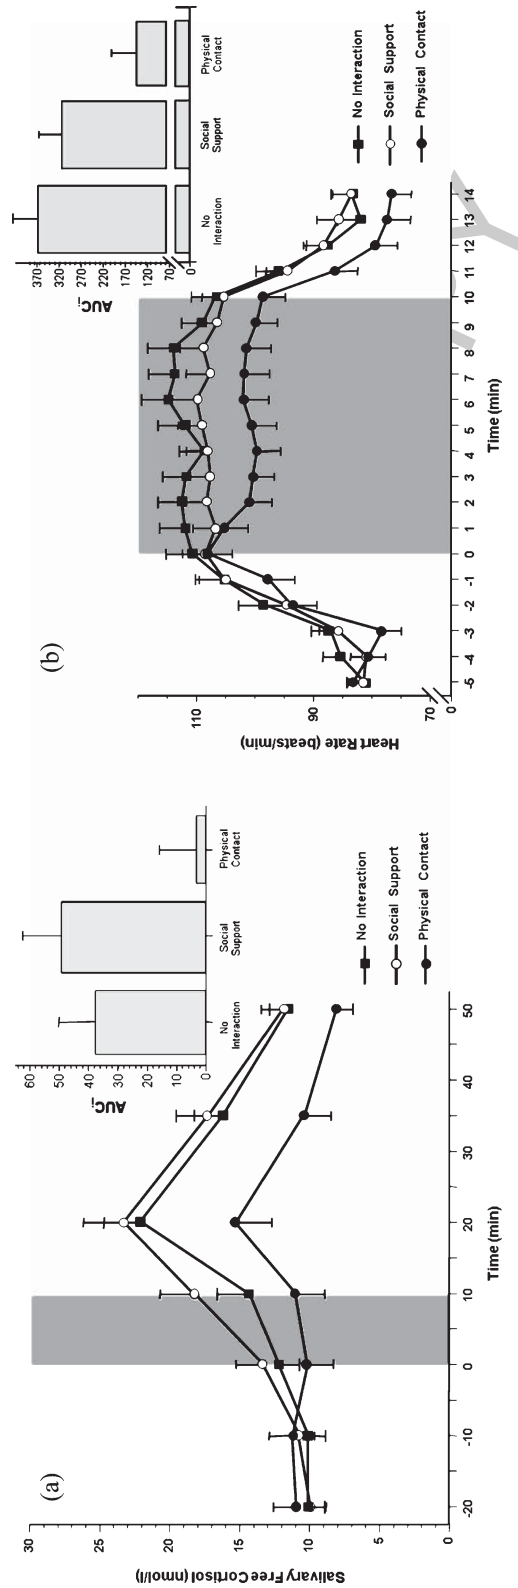 (a)
Salivary Free Cortisol (nmol/l)
30
25
20
15
10
5
0
-20
-10
0
10
20
30
40
50
Time (min)
No Interaction
Social Support
Physical Contact
AUCi
60
50
40
30
20
10
0
No
Interaction
Social
Support
Physical
Contact
(b)
Heart Rate (beats/min)
110
90
70
0
-5
-4
-3
-2
-1
0
1
2
3
4
5
6
7
8
9
10
11
12
13
14
Time (min)
No Interaction
Social Support
Physical Contact
AUCi
370
320
270
220
170
120
70
0
No
Interaction
Social
Support
Physical
Contact